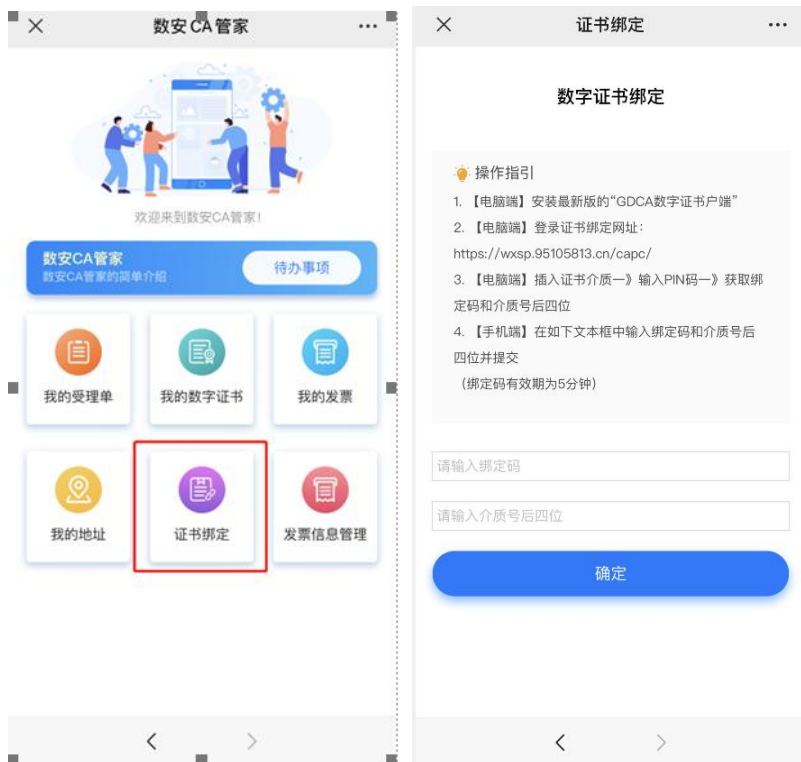 数安CA管家
欢迎来到数安CA管家!
数安CA管家
数安CA管家的简单介绍
待办事项
我的受理单
我的数字证书
我的发票
我的地址
证书绑定
发票信息管理
证书绑定
数字证书绑定
操作指引
1. 【电脑端】安装最新版的“GDCA数字证书户端”
2. 【电脑端】登录证书绑定网址：
https://wxsp.95105813.cn/capc/
3. 【电脑端】插入证书介质一》输入PIN码一》获取绑
定码和介质号后四位
4. 【手机端】在如下文本框中输入绑定码和介质号后
四位并提交
（绑定码有效期为5分钟）
请输入绑定码
请输入介质号后四位
确定